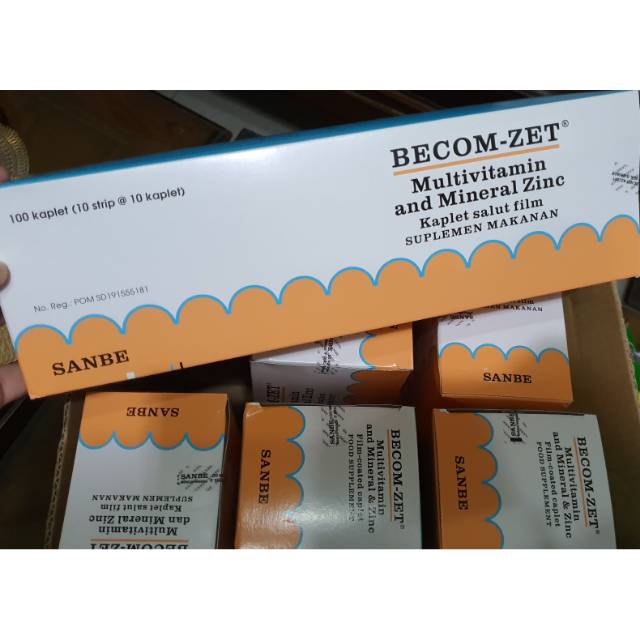 BECOM-ZET®
Multivitamin
and Mineral Zinc
Kaplet salut film
SUPLEMEN MAKANAN
100 kaplet (10 strip @ 10 kaplet)
No. Reg.: POM SD191555181
SANBE
MAKANAN
SANBE
SANBE
SANBE
SUPLEMEN MAKANAN
Kaplet salut film
dan Mineral Zinc
Multivitamin
BECOM-ZET
BECOM-ZET®
Multivitamin
and Mineral & Zinc
Film-coated caplet
FOOD SUPPLEMENT
SANBE
SANBE
BECOM-ZET®
Multivitamin
and Mineral & Zinc
Film-coated caplet
FOOD SUPPLEMENT
SANBE
SANBE